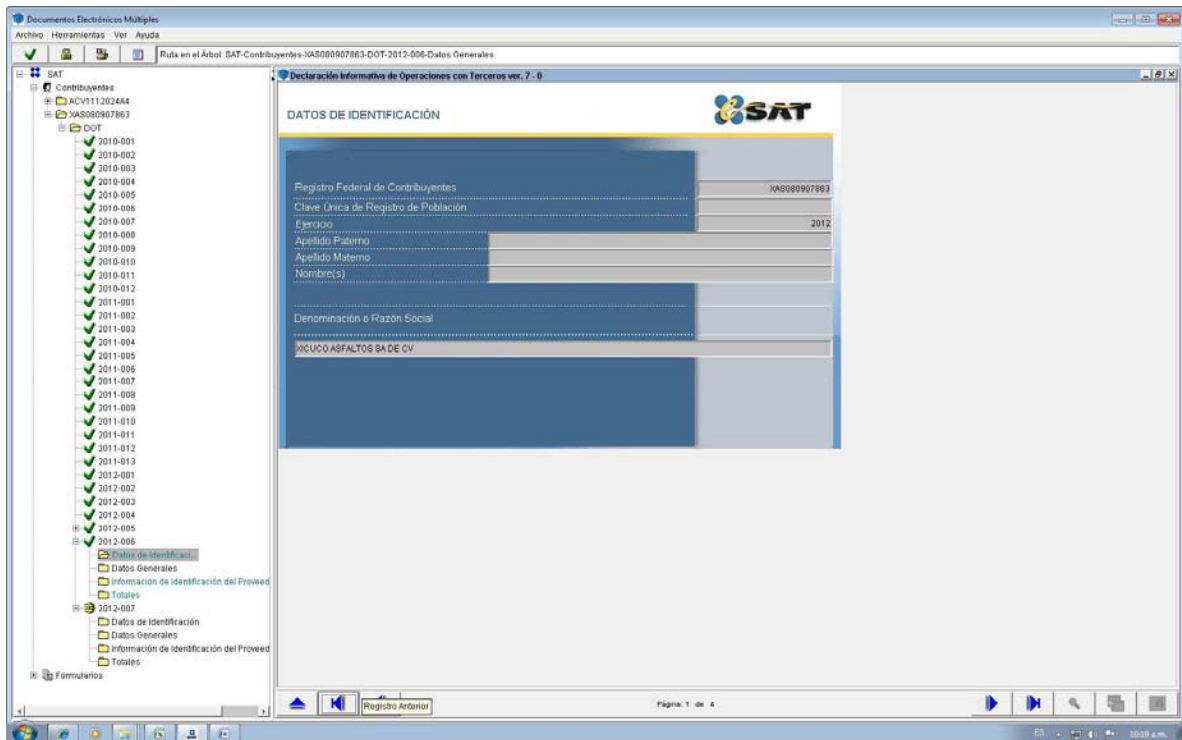 Documentos Electrónicos Múltiples
Archivo Herramientas Ver Ayuda
Ruta en el Árbol: SAT-Contribuyentes-XAS080907863-DOT-2012-006-Datos Generales
SAT
Contribuyentes
ACV1112024A4
XAS080907863
DOT
2010-001
2010-002
2010-003
2010-004
2010-005
2010-006
2010-007
2010-008
2010-009
2010-010
2010-011
2010-012
2011-001
2011-002
2011-003
2011-004
2011-005
2011-006
2011-007
2011-008
2011-009
2011-010
2011-011
2011-012
2011-013
2012-001
2012-002
2012-003
2012-004
2012-005
2012-006
Datos de Identificaci...
Datos Generales
Información de Identificación del Proveed
Totales
2012-007
Datos de Identificación
Datos Generales
Información de Identificación del Proveed
Totales
Formularios
Declaración Informativa de Operaciones con Terceros ver. 7 - 0
DATOS DE IDENTIFICACIÓN
SAT
Registro Federal de Contribuyentes XAS080907863
Clave Única de Registro de Población
Ejercicio 2012
Apellido Paterno
Apellido Materno
Nombre(s)
Denominación o Razón Social
XICUCO ASFALTOS SA DE CV
Registro Anterior
Página: 1 de 4
ES 10:19 a.m.